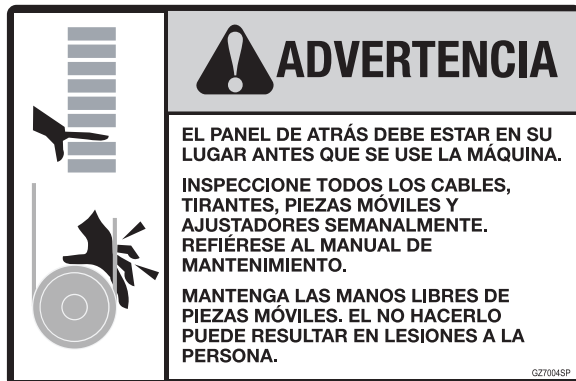 ADVERTENCIA
EL PANEL DE ATRÁS DEBE ESTAR EN SU
LUGAR ANTES QUE SE USE LA MÁQUINA.
INSPECCIONE TODOS LOS CABLES,
TIRANTES, PIEZAS MÓVILES Y
AJUSTADORES SEMANALMENTE.
REFIÉRESE AL MANUAL DE
MANTENIMIENTO.
MANTENGA LAS MANOS LIBRES DE
PIEZAS MÓVILES. EL NO HACERLO
PUEDE RESULTAR EN LESIONES A LA
PERSONA.
GZ7004SP